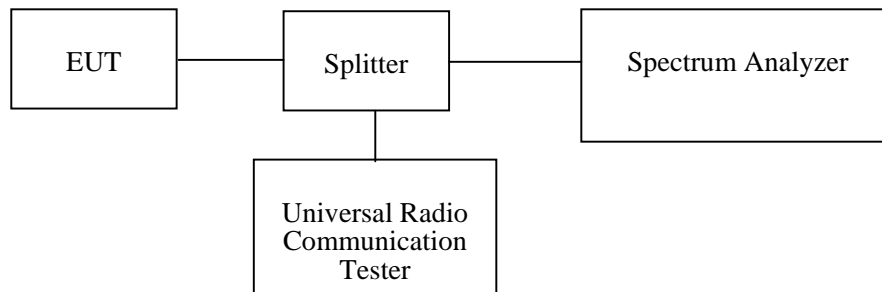 EUT
Splitter
Spectrum Analyzer
Universal Radio
Communication
Tester